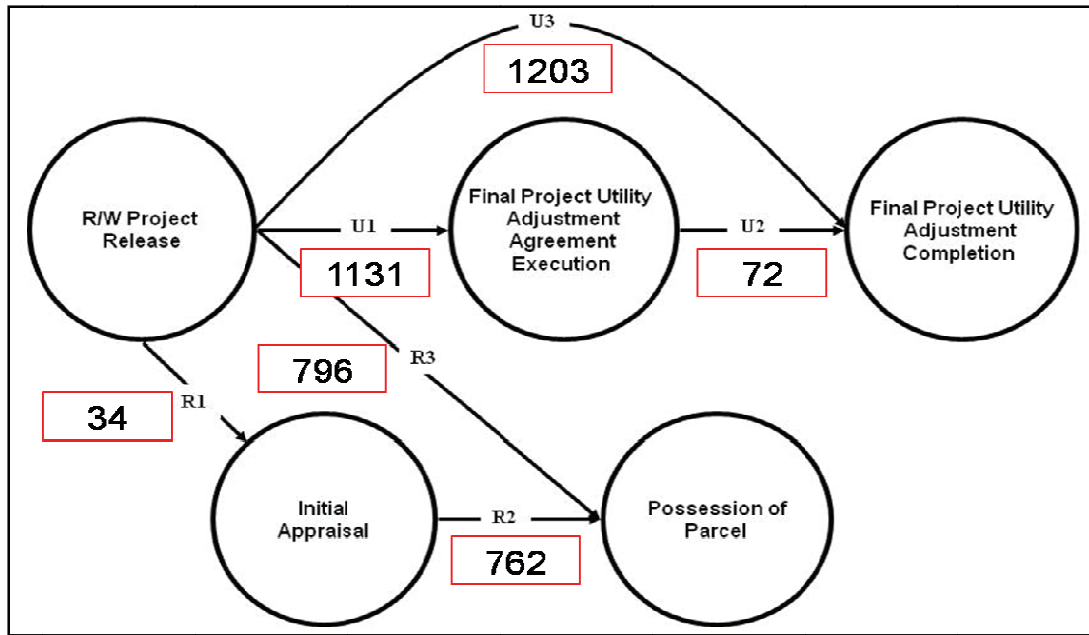 U3
1203
R/W Project
Release
Final Project Utility
Adjustment
Agreement
Execution
Final Project Utility
Adjustment
Completion
U1
U2
1131
72
R3
796
R1
34
Initial
Appraisal
R2
Possession of
Parcel
762